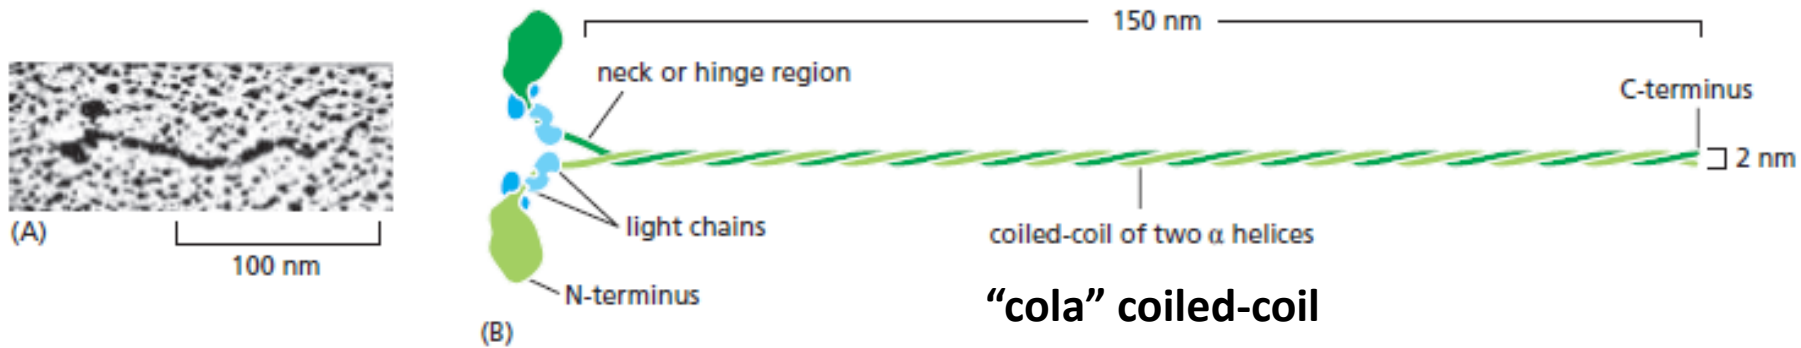 150 nm
neck or hinge region
C-terminus
2 nm
(A)
100 nm
light chains
coiled-coil of two α helices
N-terminus
“cola” coiled-coil
(B)